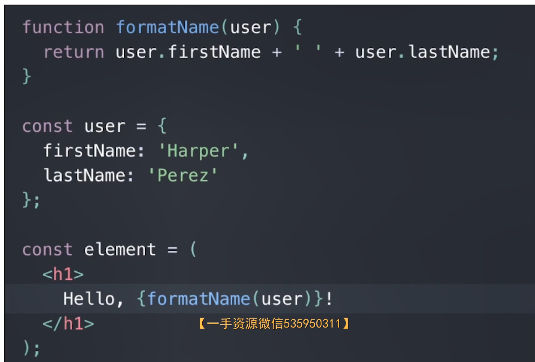 function formatName(user) {
  return user.firstName + ' ' + user.lastName;
}

const user = {
  firstName: 'Harper',
  lastName: 'Perez'
};

const element = (
  <h1>
    Hello, {formatName(user)}!
  </h1>
【一手资源微信535950311】
);